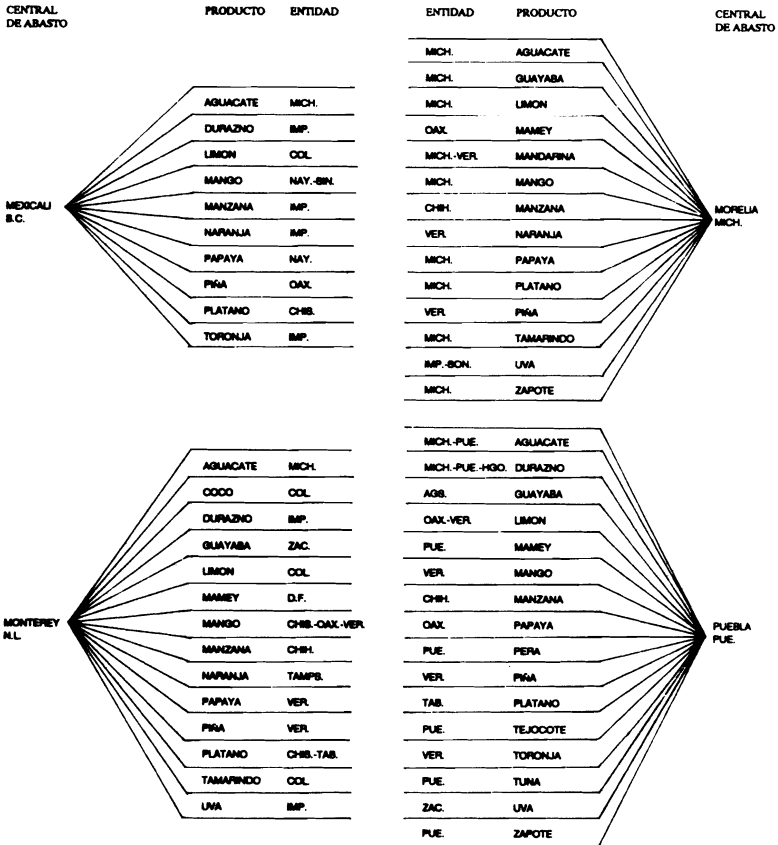 CENTRAL
DE ABASTO
PRODUCTO ENTIDAD
AGUACATE MICH.
DURAZNO IMP.
LIMON COL.
MANGO NAY.-SIN.
MEXICALI
B.C.
MANZANA IMP.
NARANJA IMP.
PAPAYA NAY.
PIÑA OAX.
PLATANO CHIS.
TORONJA IMP.
ENTIDAD PRODUCTO
CENTRAL
DE ABASTO
MICH. AGUACATE
MICH. GUAYABA
MICH. LIMON
OAX. MAMEY
MICH.-VER. MANDARINA
MICH. MANGO
CHIH. MANZANA
MORELIA
MICH.
VER. NARANJA
MICH. PAPAYA
MICH. PLATANO
VER. PIÑA
MICH. TAMARINDO
IMP.-SON. UVA
MICH. ZAPOTE
AGUACATE MICH.
COCO COL.
DURAZNO IMP.
GUAYABA ZAC.
LIMON COL.
MAMEY D.F.
MONTEREY
N.L.
MANGO CHIS.-OAX.-VER.
MANZANA CHIH.
NARANJA TAMPS.
PAPAYA VER.
PIÑA VER.
PLATANO CHIS.-TAB.
TAMARINDO COL.
UVA IMP.
MICH.-PUE. AGUACATE
MICH.-PUE.-HGO. DURAZNO
AGS. GUAYABA
OAX.-VER. LIMON
PUE. MAMEY
VER. MANGO
CHIH. MANZANA
OAX. PAPAYA
PUEBLA
PUE.
PUE. PERA
VER. PIÑA
TAB. PLATANO
PUE. TEJOCOTE
VER. TORONJA
PUE. TUNA
ZAC. UVA
PUE. ZAPOTE